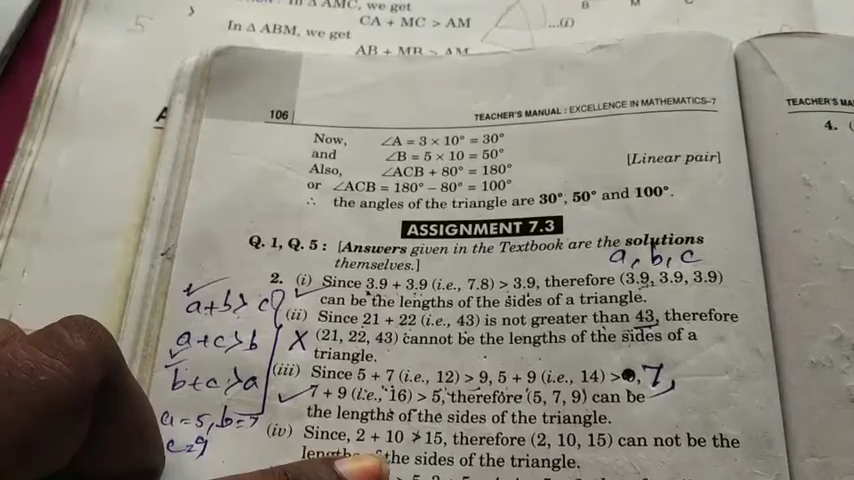 In Δ AMC, we get
CA + MC > AM
...(i)
In Δ ABM, we get
AB + MB > AM
B M
5
106
TEACHER'S MANUAL : EXCELLENCE IN MATHEMATICS–7
TEACHER'S MA
4.
Now, ∠A = 3 × 10° = 30°
and ∠B = 5 × 10 = 50°
Also, ∠ACB + 80° = 180° [Linear pair]
or ∠ACB = 180° – 80° = 100°
∴ the angles of the triangle are 30°, 50° and 100°.
ASSIGNMENT 7.3
Q. 1, Q. 5 : [Answers given in the Textbook are the solutions
themselves.]
a, b, c
2. (i) Since 3.9 + 3.9 (i.e., 7.8) > 3.9, therefore (3.9, 3.9, 3.9)
can be the lengths of the sides of a triangle.
(ii) Since 21 + 22 (i.e., 43) is not greater than 43, therefore
(21, 22, 43) cannot be the lengths of the sides of a
triangle.
(iii) Since 5 + 7 (i.e., 12) > 9, 5 + 9 (i.e., 14) > 7,
7 + 9 (i.e., 16) > 5, therefore (5, 7, 9) can be
the lengths of the sides of the triangle.
(iv) Since, 2 + 10 ≯ 15, therefore (2, 10, 15) can not be the
lengths of the sides of the triangle.
a+b>c
a+c>b
b+c>a
a=5, b=7
c=9